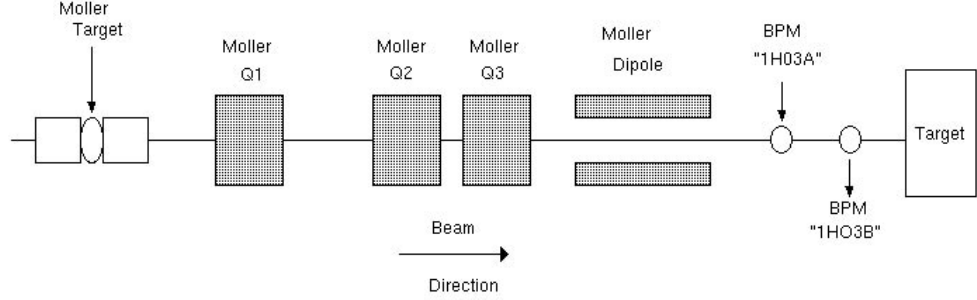 Moller
Target
Moller
Q1
Moller
Q2
Moller
Q3
Moller
Dipole
BPM
"1H03A"
Target
BPM
"1HO3B"
Beam
Direction